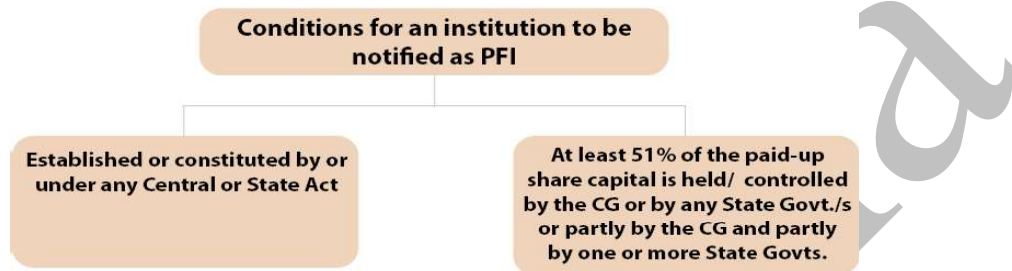 Conditions for an institution to be
notified as PFI
Established or constituted by or
under any Central or State Act
At least 51% of the paid-up
share capital is held/ controlled
by the CG or by any State Govt./s
or partly by the CG and partly
by one or more State Govts.